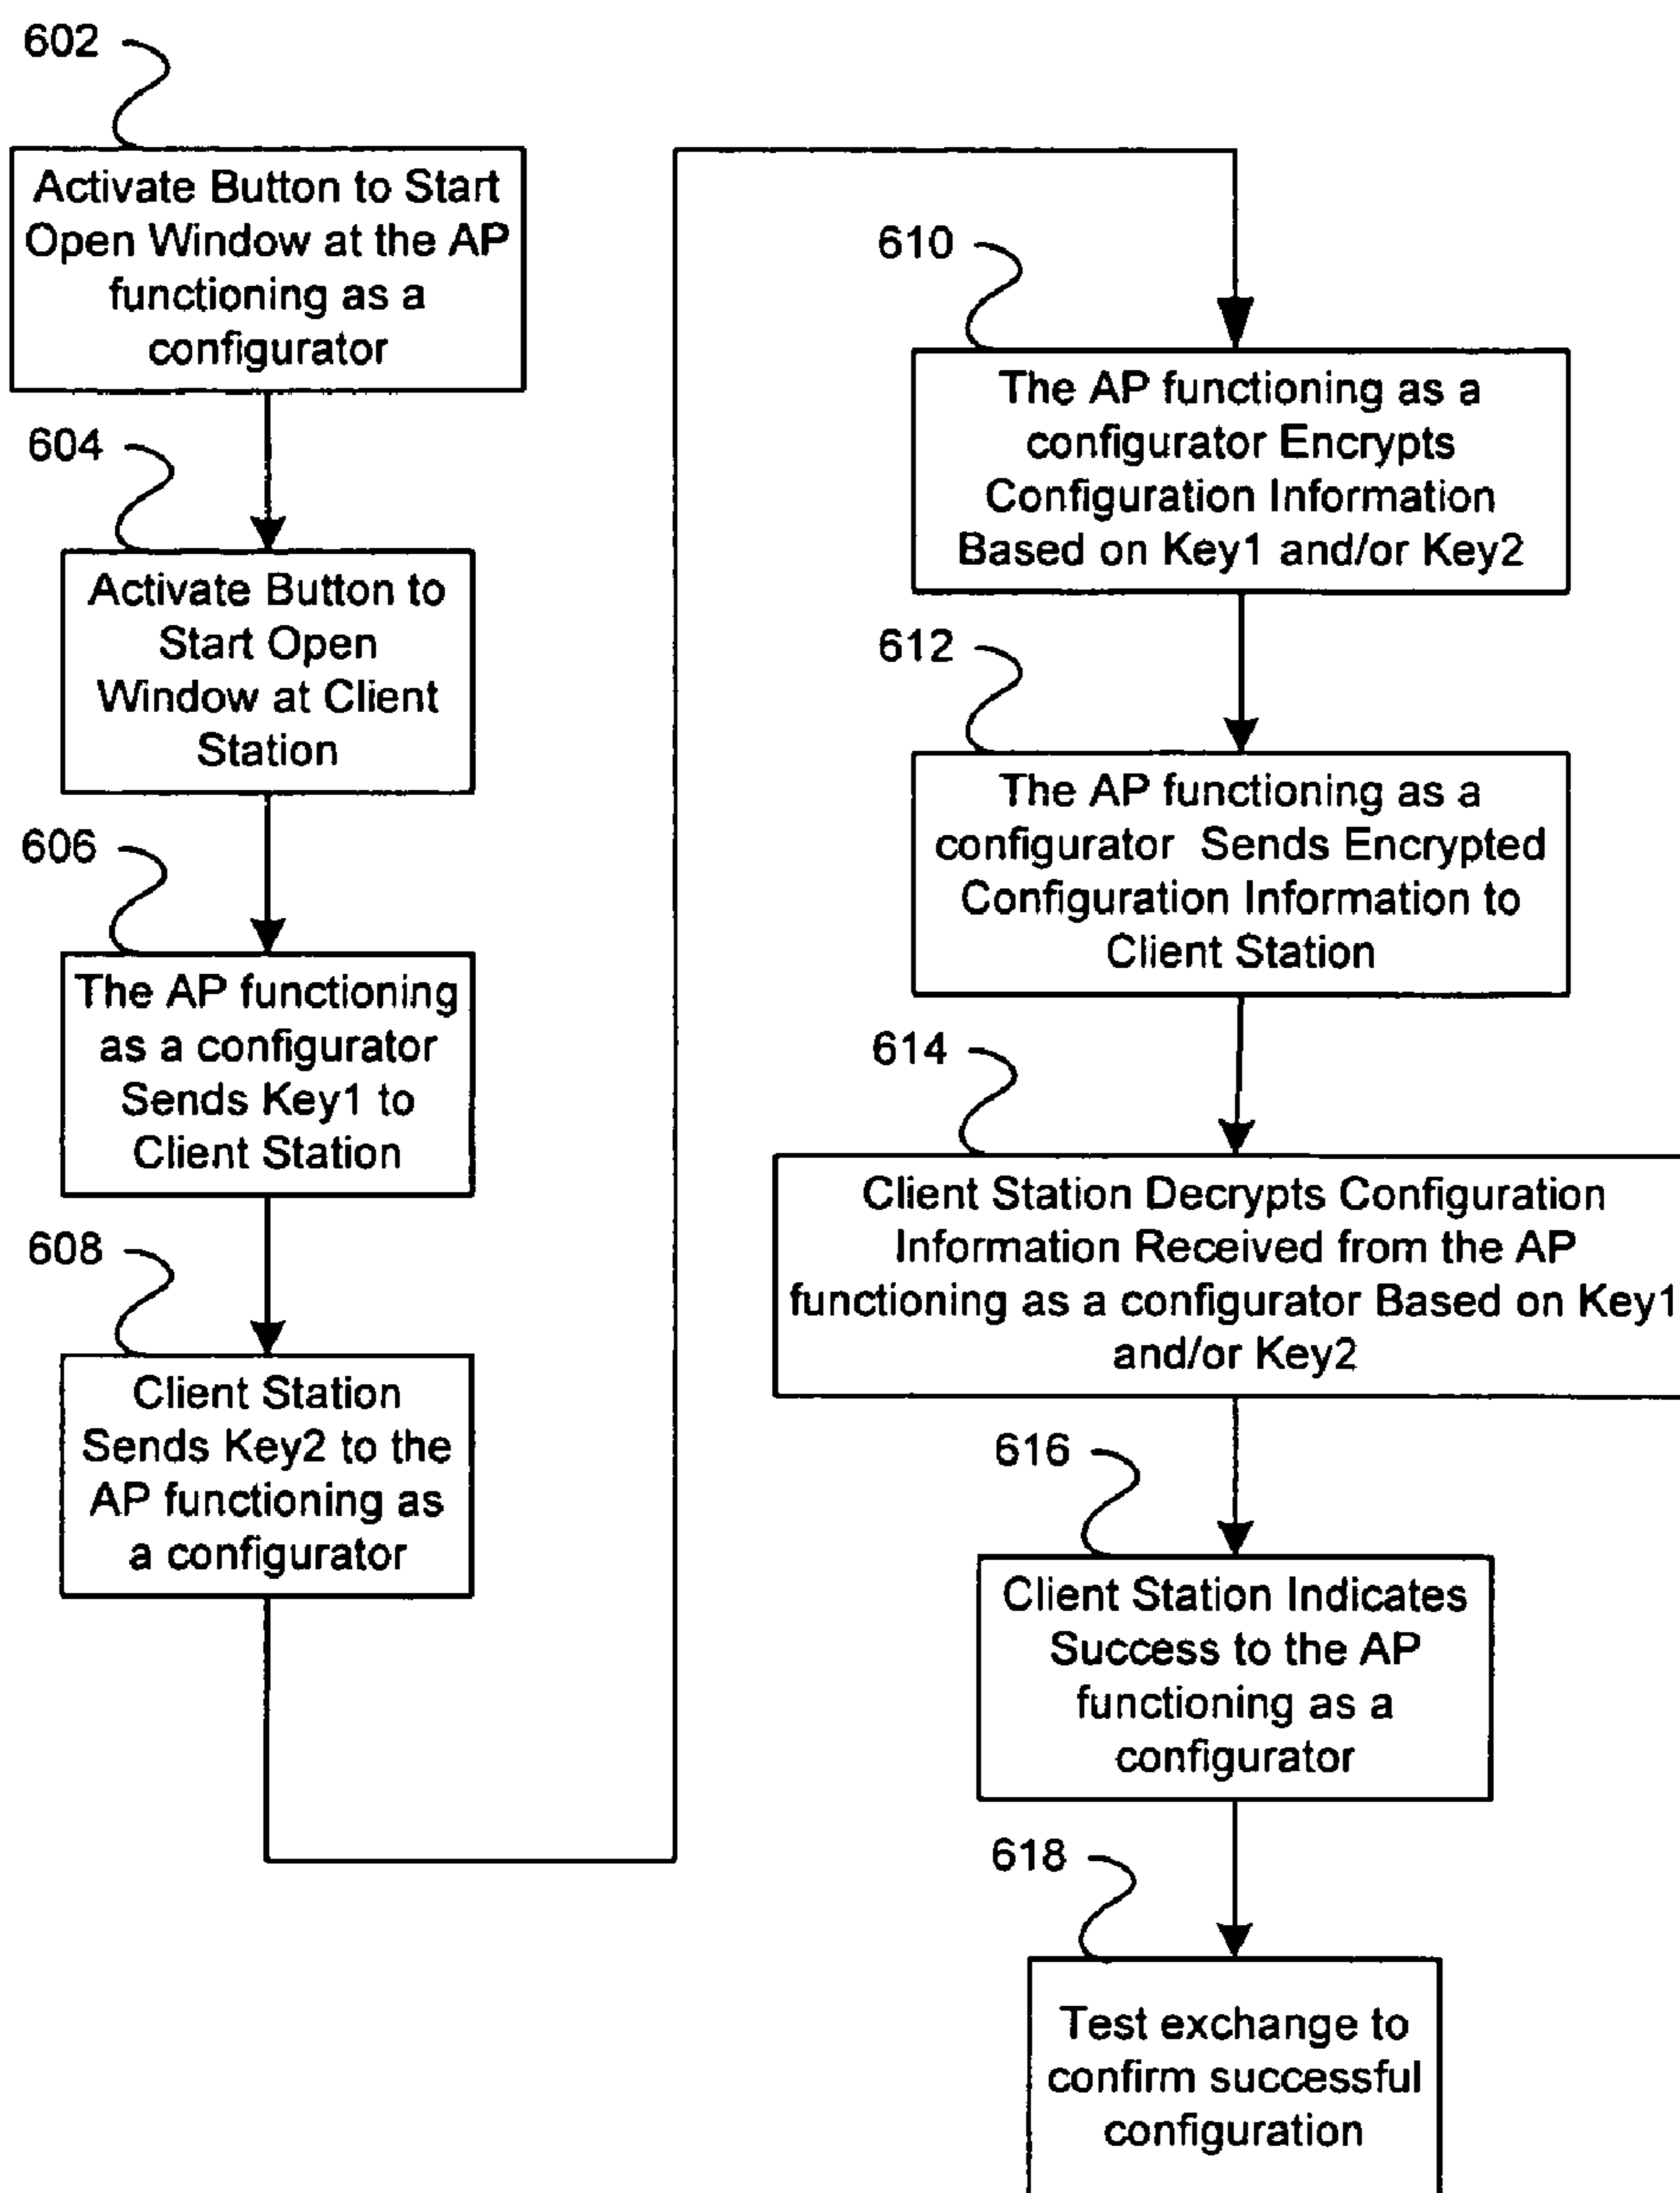 602
Activate Button to Start
Open Window at the AP
functioning as a
configurator
604
Activate Button to
Start Open
Window at Client
Station
606
The AP functioning
as a configurator
Sends Key1 to
Client Station
608
Client Station
Sends Key2 to the
AP functioning as
a configurator
610
The AP functioning as a
configurator Encrypts
Configuration Information
Based on Key1 and/or Key2
612
The AP functioning as a
configurator Sends Encrypted
Configuration Information to
Client Station
614
Client Station Decrypts Configuration
Information Received from the AP
functioning as a configurator Based on Key1
and/or Key2
616
Client Station Indicates
Success to the AP
functioning as a
configurator
618
Test exchange to
confirm successful
configuration